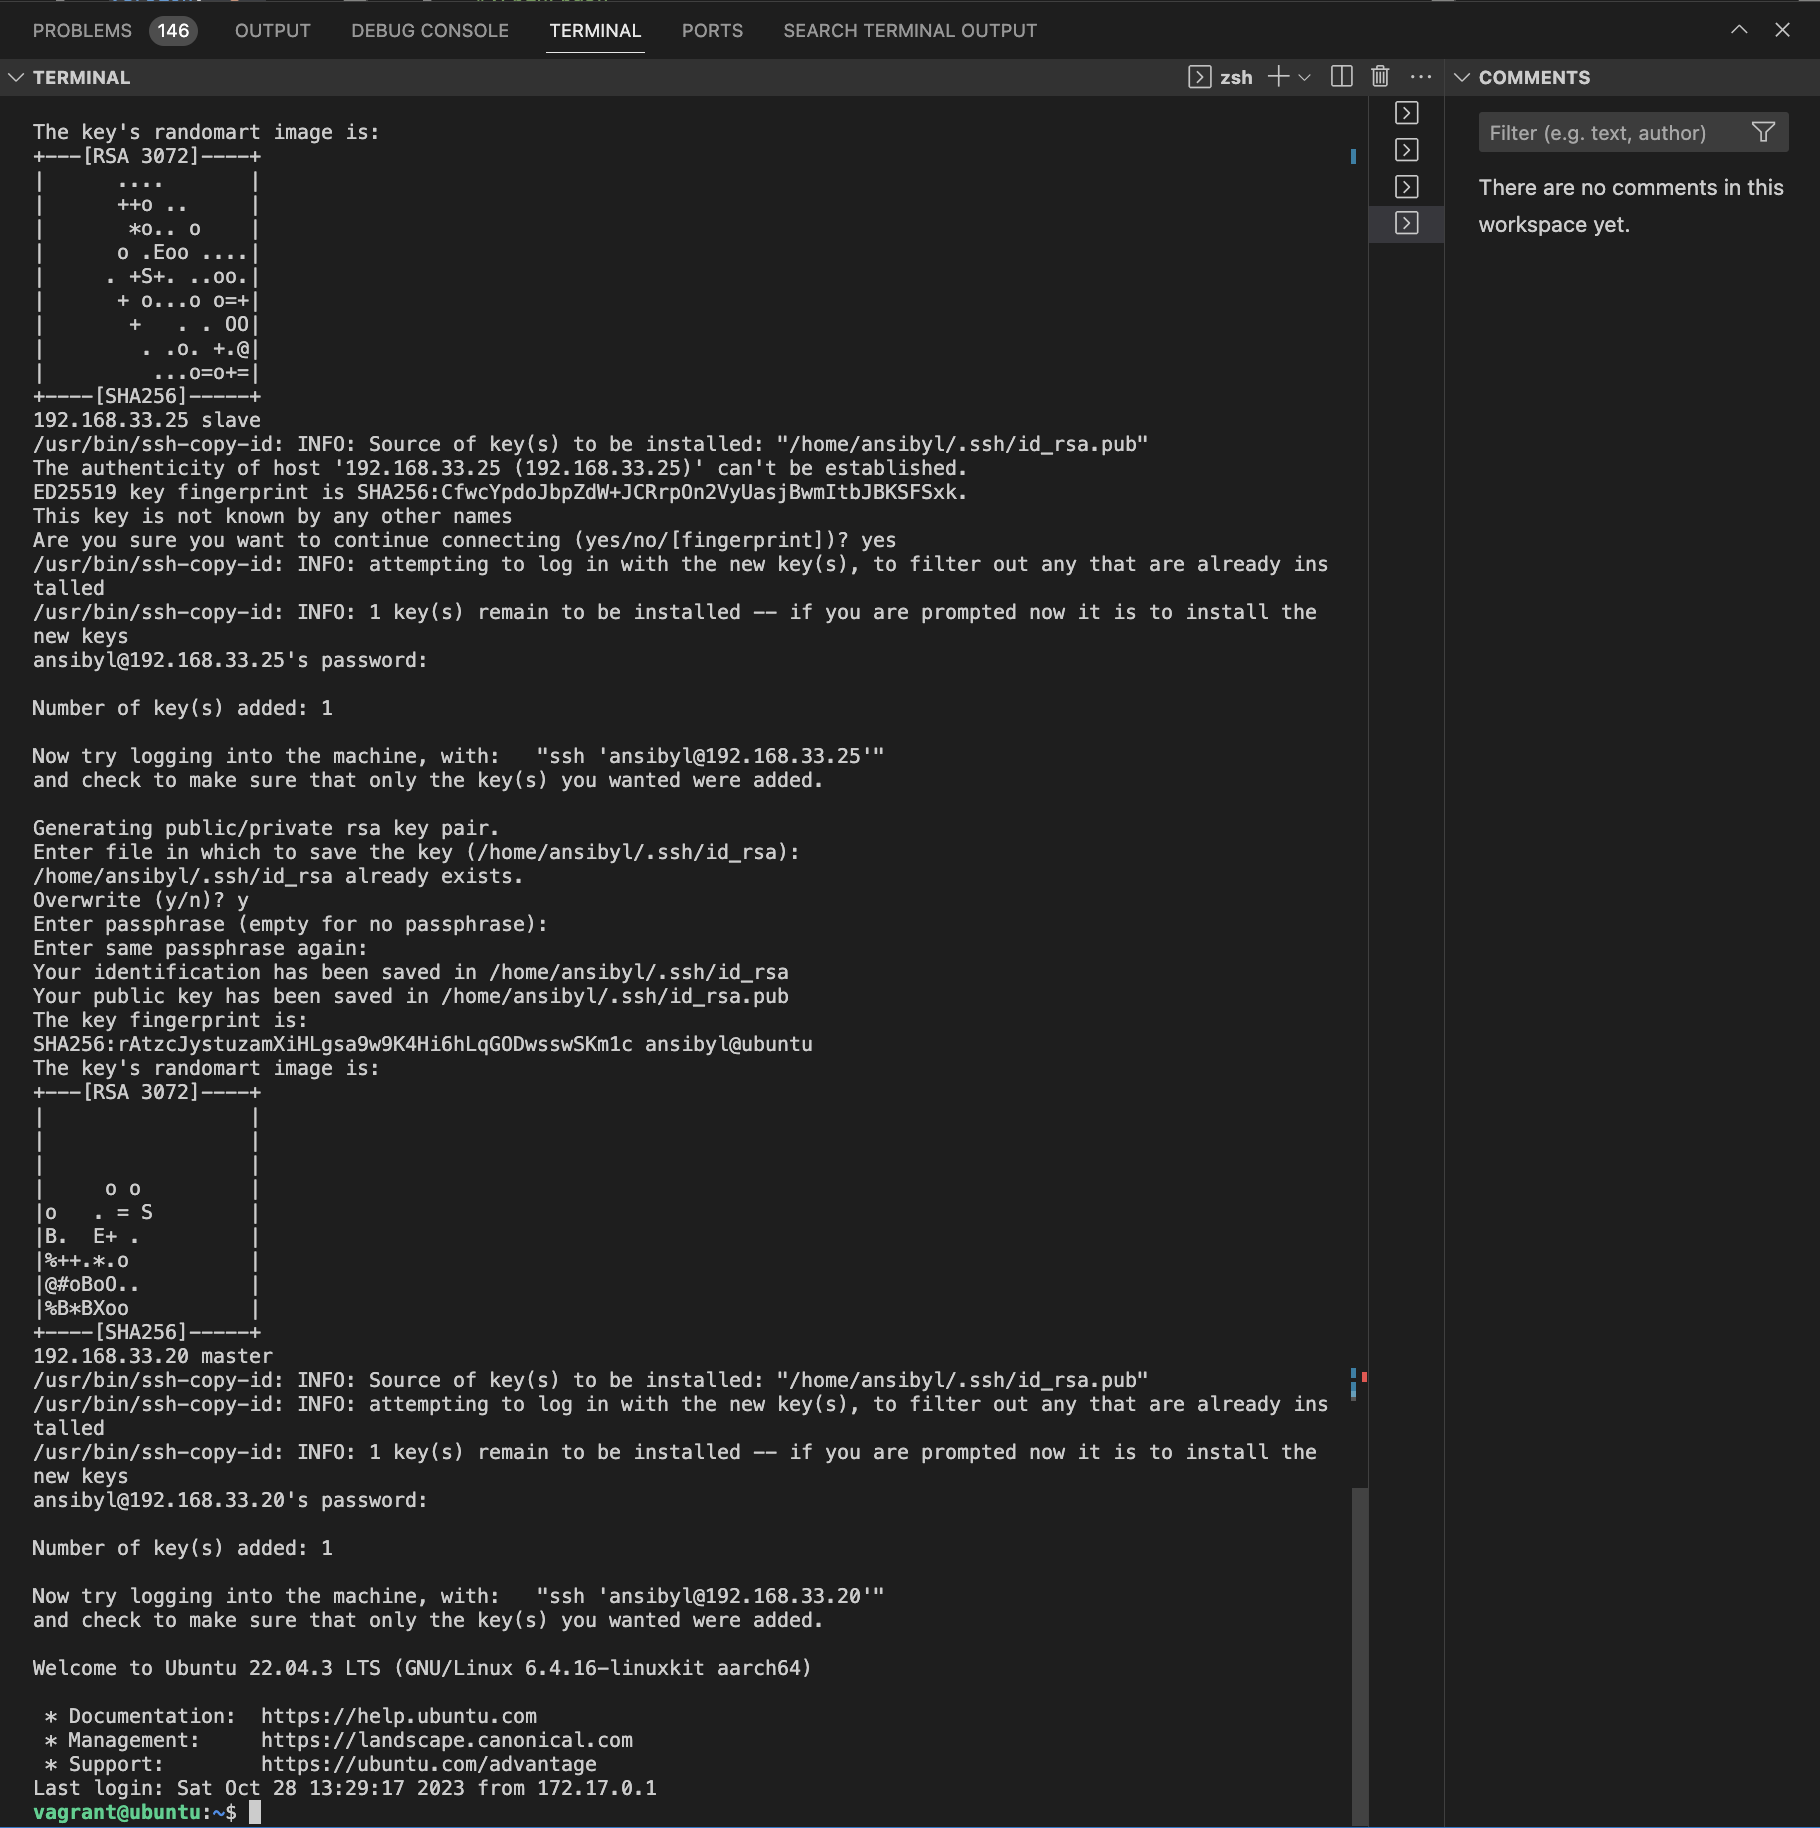 PROBLEMS 146 OUTPUT DEBUG CONSOLE TERMINAL PORTS SEARCH TERMINAL OUTPUT
TERMINAL zsh
The key's randomart image is:
+---[RSA 3072]----+
|      ....       |
|      ++o ..     |
|       *o.. o    |
|      o .Eoo ....|
|     . +S+. ..oo.|
|      + o...o o=+|
|       +   . . OO|
|        . .o. +.@|
|         ...o=o+=|
+----[SHA256]-----+
192.168.33.25 slave
/usr/bin/ssh-copy-id: INFO: Source of key(s) to be installed: "/home/ansibyl/.ssh/id_rsa.pub"
The authenticity of host '192.168.33.25 (192.168.33.25)' can't be established.
ED25519 key fingerprint is SHA256:CfwcYpdoJbpZdW+JCRrpOn2VyUasjBwmItbJBKSFSxk.
This key is not known by any other names
Are you sure you want to continue connecting (yes/no/[fingerprint])? yes
/usr/bin/ssh-copy-id: INFO: attempting to log in with the new key(s), to filter out any that are already ins
talled
/usr/bin/ssh-copy-id: INFO: 1 key(s) remain to be installed -- if you are prompted now it is to install the
new keys
ansibyl@192.168.33.25's password:
Number of key(s) added: 1
Now try logging into the machine, with:   "ssh 'ansibyl@192.168.33.25'"
and check to make sure that only the key(s) you wanted were added.
Generating public/private rsa key pair.
Enter file in which to save the key (/home/ansibyl/.ssh/id_rsa):
/home/ansibyl/.ssh/id_rsa already exists.
Overwrite (y/n)? y
Enter passphrase (empty for no passphrase):
Enter same passphrase again:
Your identification has been saved in /home/ansibyl/.ssh/id_rsa
Your public key has been saved in /home/ansibyl/.ssh/id_rsa.pub
The key fingerprint is:
SHA256:rAtzcJystuzamXiHLgsa9w9K4Hi6hLqGODwsswSKm1c ansibyl@ubuntu
The key's randomart image is:
+---[RSA 3072]----+
|                 |
|                 |
|                 |
|     o o         |
|o   . = S        |
|B.  E+ .         |
|%++.*.o          |
|@#oBoO..         |
|%B*BXoo          |
+----[SHA256]-----+
192.168.33.20 master
/usr/bin/ssh-copy-id: INFO: Source of key(s) to be installed: "/home/ansibyl/.ssh/id_rsa.pub"
/usr/bin/ssh-copy-id: INFO: attempting to log in with the new key(s), to filter out any that are already ins
talled
/usr/bin/ssh-copy-id: INFO: 1 key(s) remain to be installed -- if you are prompted now it is to install the
new keys
ansibyl@192.168.33.20's password:
Number of key(s) added: 1
Now try logging into the machine, with:   "ssh 'ansibyl@192.168.33.20'"
and check to make sure that only the key(s) you wanted were added.
Welcome to Ubuntu 22.04.3 LTS (GNU/Linux 6.4.16-linuxkit aarch64)
 * Documentation:  https://help.ubuntu.com
 * Management:     https://landscape.canonical.com
 * Support:        https://ubuntu.com/advantage
Last login: Sat Oct 28 13:29:17 2023 from 172.17.0.1
vagrant@ubuntu:~$
COMMENTS
Filter (e.g. text, author)
There are no comments in this
workspace yet.